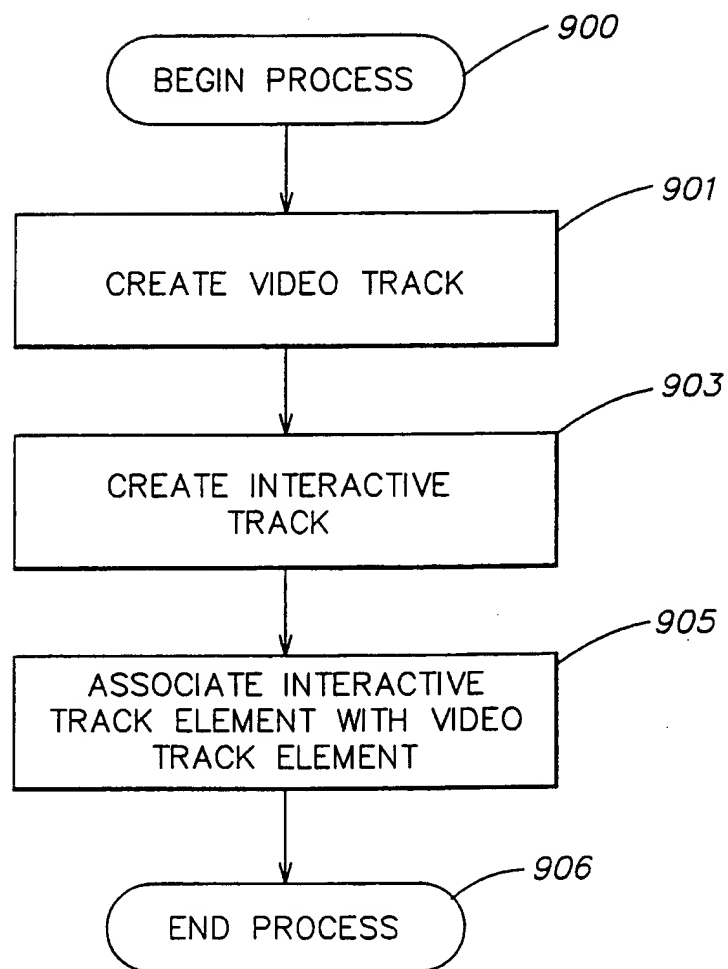 900
BEGIN PROCESS
901
CREATE VIDEO TRACK
903
CREATE INTERACTIVE
TRACK
905
ASSOCIATE INTERACTIVE
TRACK ELEMENT WITH VIDEO
TRACK ELEMENT
906
END PROCESS